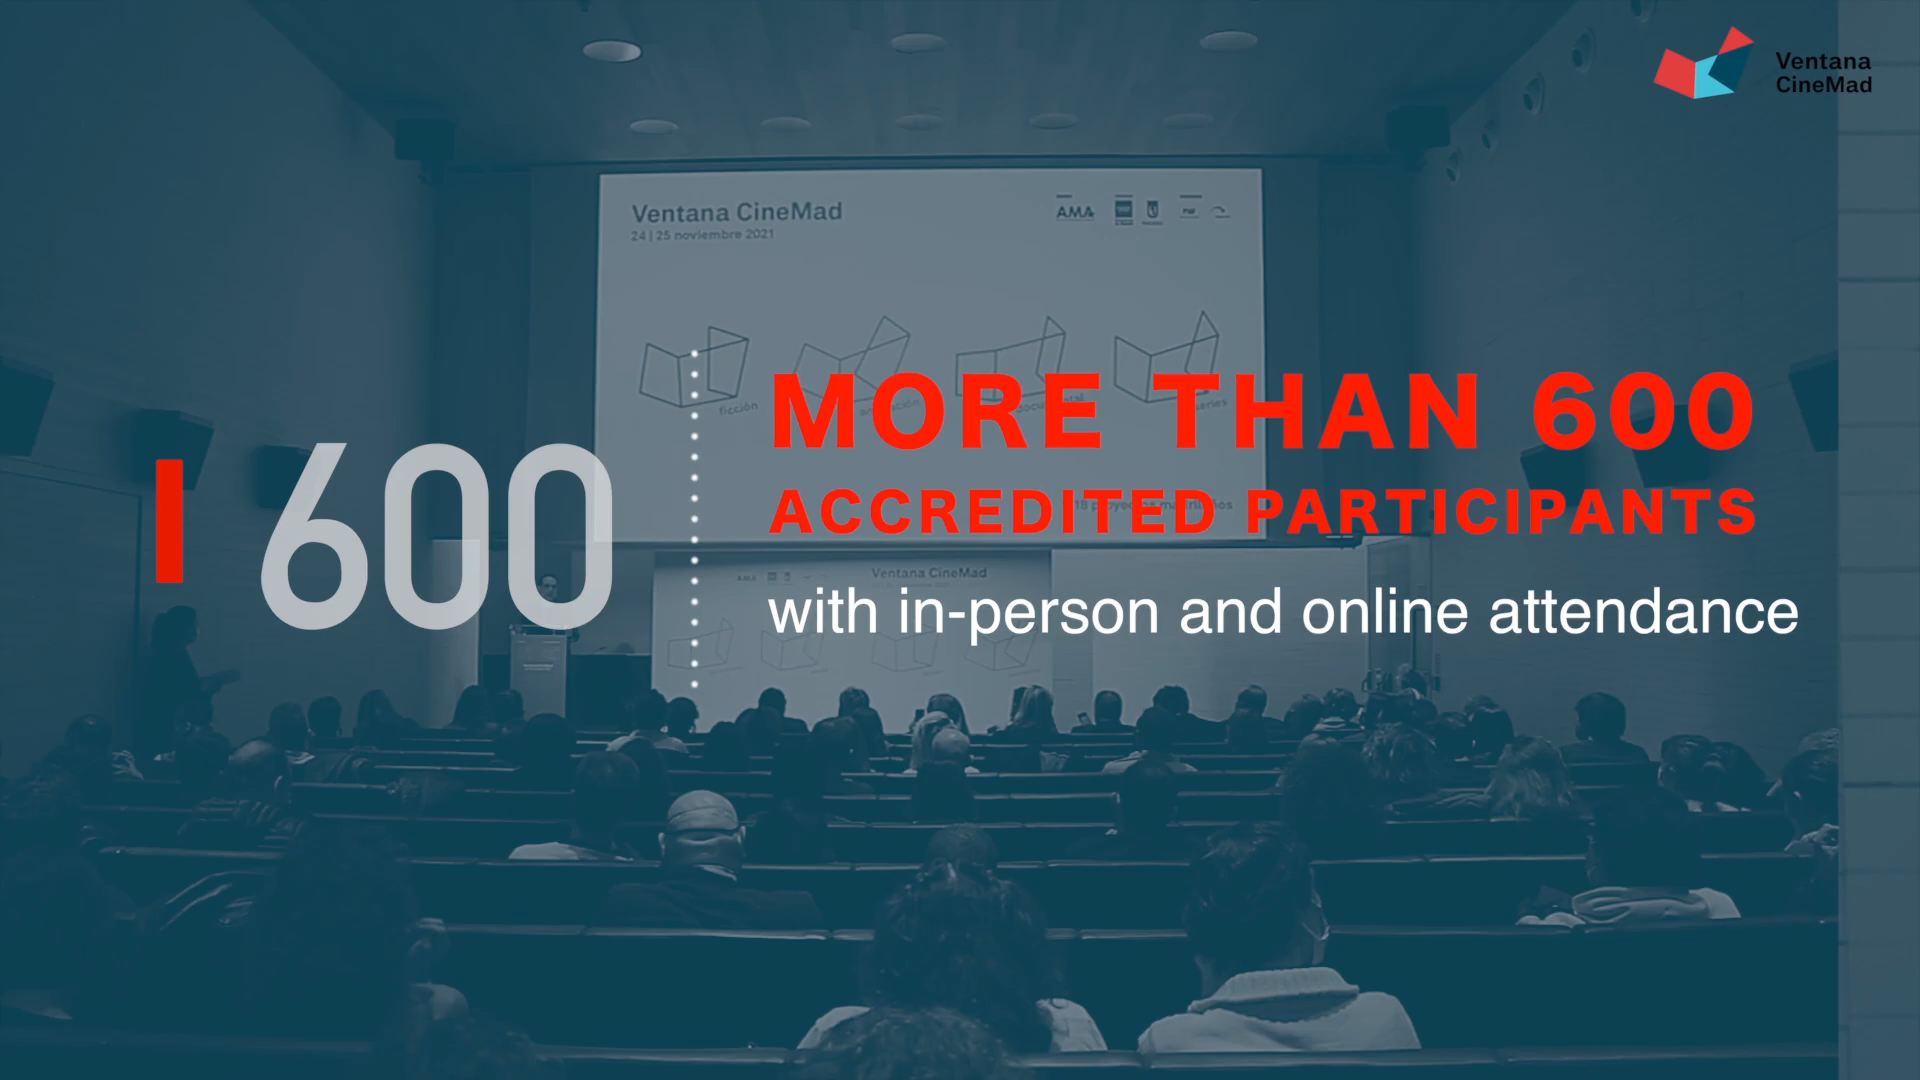 Ventana
CineMad
Ventana CineMad
24 | 25 noviembre 2021
AMA
ficción
600
MORE THAN 600
ACCREDITED PARTICIPANTS
with in-person and online attendance
AMA
Ventana CineMad